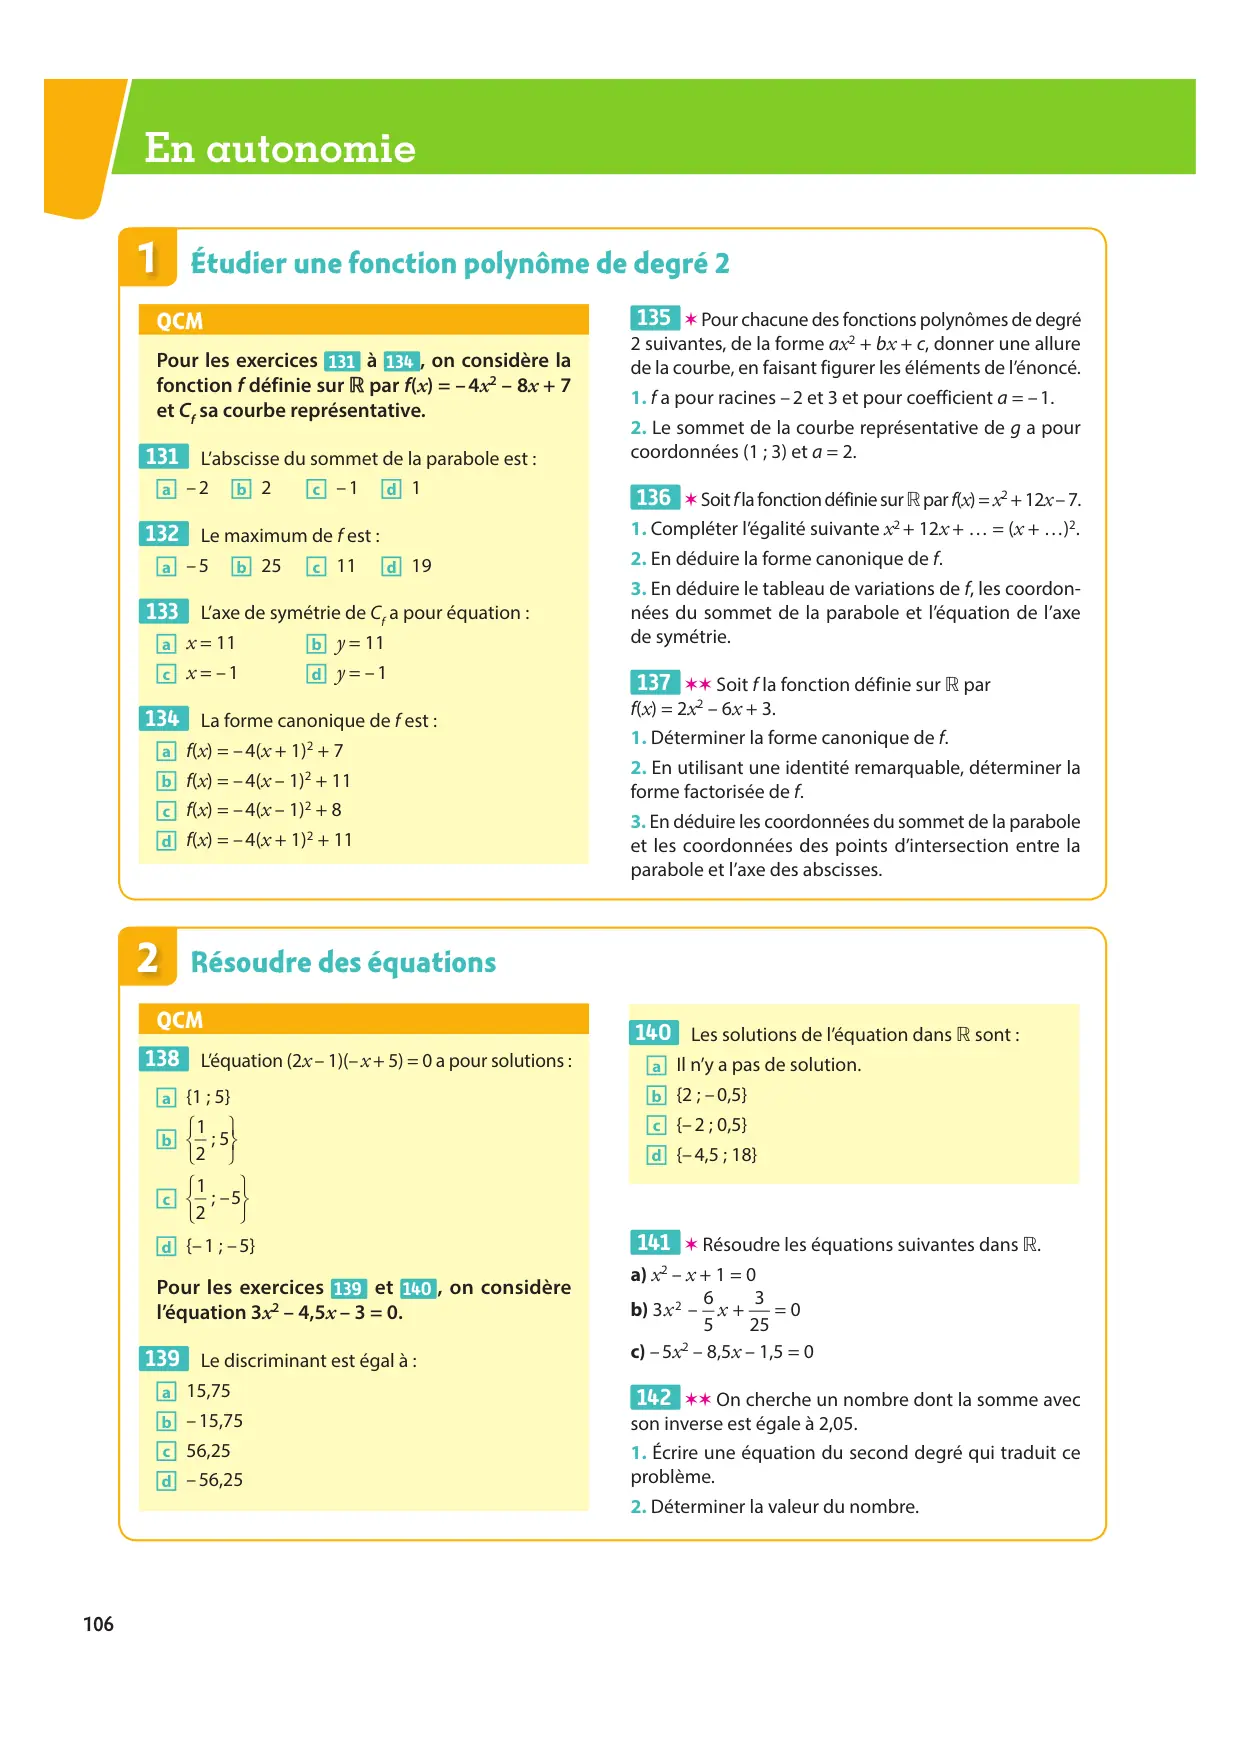 En autonomie
1 Étudier une fonction polynôme de degré 2
QCM
Pour les exercices 131 à 134, on considère la
fonction f définie sur ℝ par f(x) = – 4x² – 8x + 7
et Cf sa courbe représentative.
131 L’abscisse du sommet de la parabole est :
a – 2 b 2 c – 1 d 1
132 Le maximum de f est :
a – 5 b 25 c 11 d 19
133 L’axe de symétrie de Cf a pour équation :
a x = 11 b y = 11
c x = – 1 d y = – 1
134 La forme canonique de f est :
a f(x) = – 4(x + 1)² + 7
b f(x) = – 4(x – 1)² + 11
c f(x) = – 4(x – 1)² + 8
d f(x) = – 4(x + 1)² + 11
135 ✶ Pour chacune des fonctions polynômes de degré
2 suivantes, de la forme ax² + bx + c, donner une allure
de la courbe, en faisant figurer les éléments de l’énoncé.
1. f a pour racines – 2 et 3 et pour coefficient a = – 1.
2. Le sommet de la courbe représentative de g a pour
coordonnées (1 ; 3) et a = 2.
136 ✶ Soit f la fonction définie sur ℝ par f(x) = x² + 12x – 7.
1. Compléter l’égalité suivante x² + 12x + … = (x + …)².
2. En déduire la forme canonique de f.
3. En déduire le tableau de variations de f, les coordon-
nées du sommet de la parabole et l’équation de l’axe
de symétrie.
137 ✶✶ Soit f la fonction définie sur ℝ par
f(x) = 2x² – 6x + 3.
1. Déterminer la forme canonique de f.
2. En utilisant une identité remarquable, déterminer la
forme factorisée de f.
3. En déduire les coordonnées du sommet de la parabole
et les coordonnées des points d’intersection entre la
parabole et l’axe des abscisses.
2 Résoudre des équations
QCM
138 L’équation (2x – 1)(– x + 5) = 0 a pour solutions :
a {1 ; 5}
b {1/2 ; 5}
c {1/2 ; –5}
d {– 1 ; – 5}
Pour les exercices 139 et 140, on considère
l’équation 3x² – 4,5x – 3 = 0.
139 Le discriminant est égal à :
a 15,75
b – 15,75
c 56,25
d – 56,25
140 Les solutions de l’équation dans ℝ sont :
a Il n’y a pas de solution.
b {2 ; – 0,5}
c {– 2 ; 0,5}
d {– 4,5 ; 18}
141 ✶ Résoudre les équations suivantes dans ℝ.
a) x² – x + 1 = 0
b) 3x² – 6/5 x + 3/25 = 0
c) – 5x² – 8,5x – 1,5 = 0
142 ✶✶ On cherche un nombre dont la somme avec
son inverse est égale à 2,05.
1. Écrire une équation du second degré qui traduit ce
problème.
2. Déterminer la valeur du nombre.
106